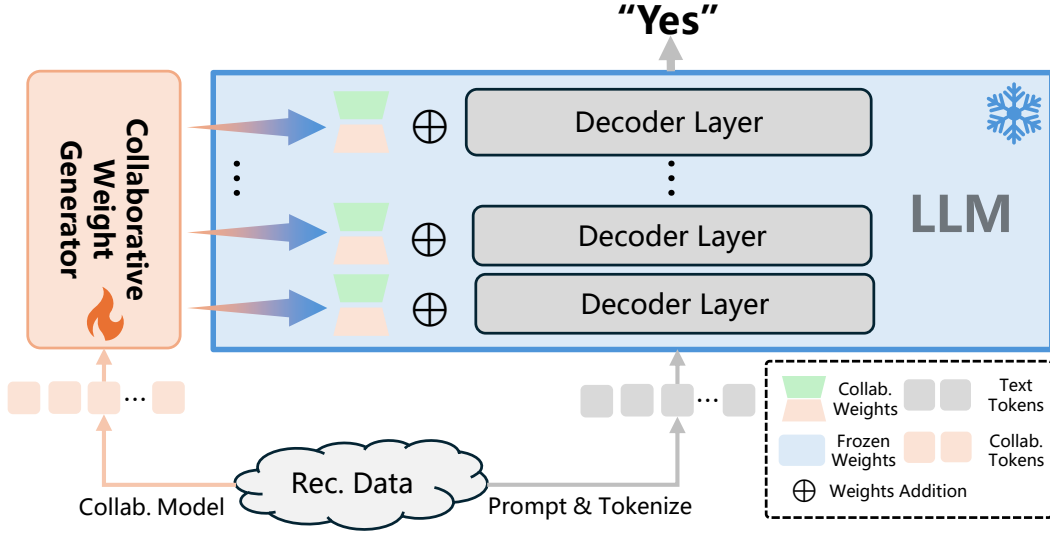 “Yes”
Collaborative
Weight
Generator
Decoder Layer
Decoder Layer
Decoder Layer
LLM
Rec. Data
Collab. Model
Prompt & Tokenize
Collab.
Weights
Text
Tokens
Frozen
Weights
Collab.
Tokens
Weights Addition